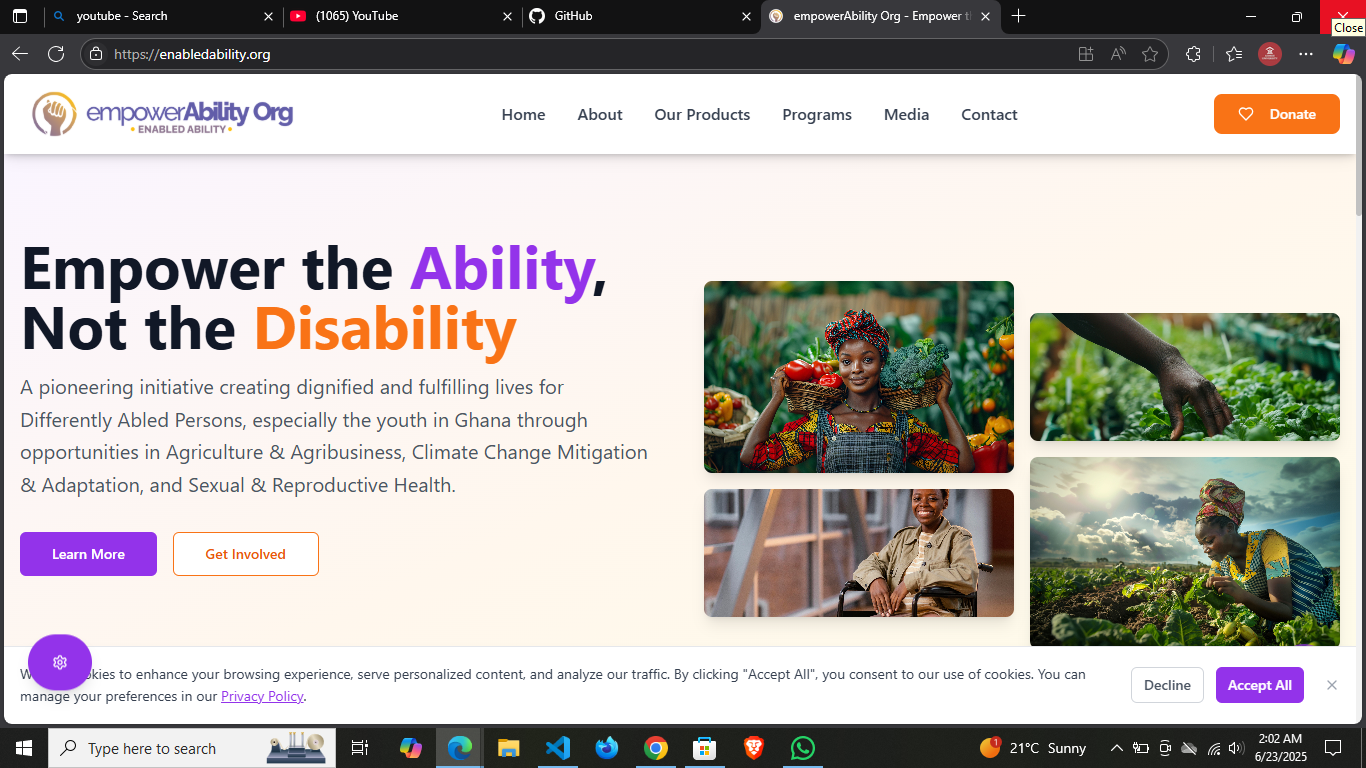 youtube - Search
(1065) YouTube
GitHub
empowerAbility Org - Empower t
Close
https://enabledability.org
empowerAbility Org
• ENABLED ABILITY •
Home
About
Our Products
Programs
Media
Contact
Donate
Empower the Ability,
Not the Disability
A pioneering initiative creating dignified and fulfilling lives for
Differently Abled Persons, especially the youth in Ghana through
opportunities in Agriculture & Agribusiness, Climate Change Mitigation
& Adaptation, and Sexual & Reproductive Health.
Learn More
Get Involved
kies to enhance your browsing experience, serve personalized content, and analyze our traffic. By clicking "Accept All", you consent to our use of cookies. You can
manage your preferences in our Privacy Policy.
Decline
Accept All
Type here to search
1
21°C Sunny
2:02 AM
6/23/2025